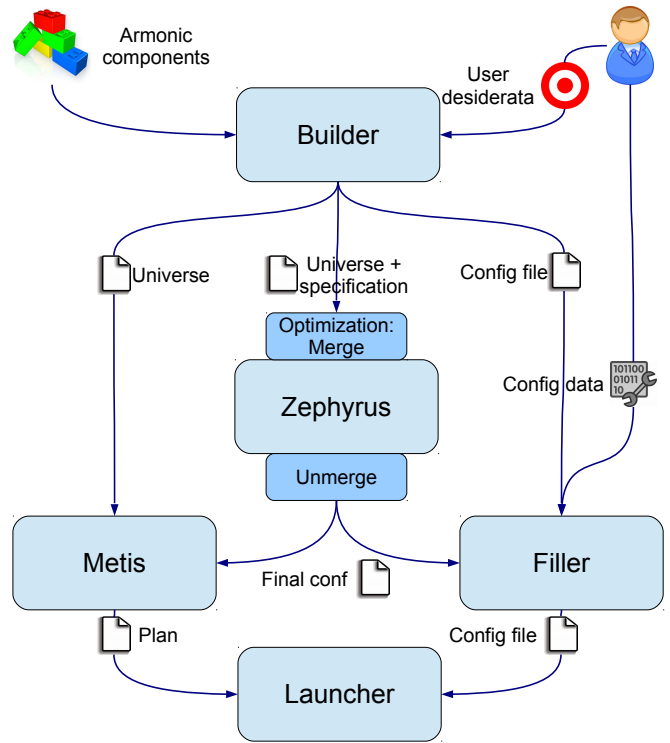 Armonic
components
User
desiderata
Builder
Universe
Universe +
specification
Config file
Optimization:
Merge
Zephyrus
Config data
101100
01011
10
Unmerge
Metis
Filler
Final conf
Plan
Config file
Launcher